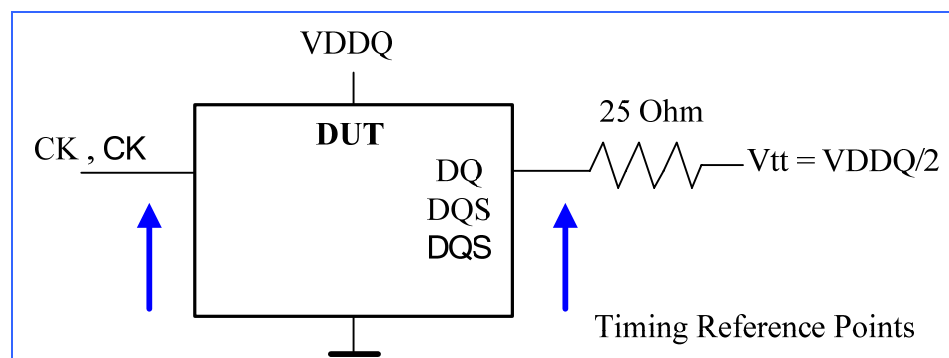 VDDQ
25 Ohm
CK , CK
DUT
DQ
Vtt = VDDQ/2
DQS
DQS
Timing Reference Points